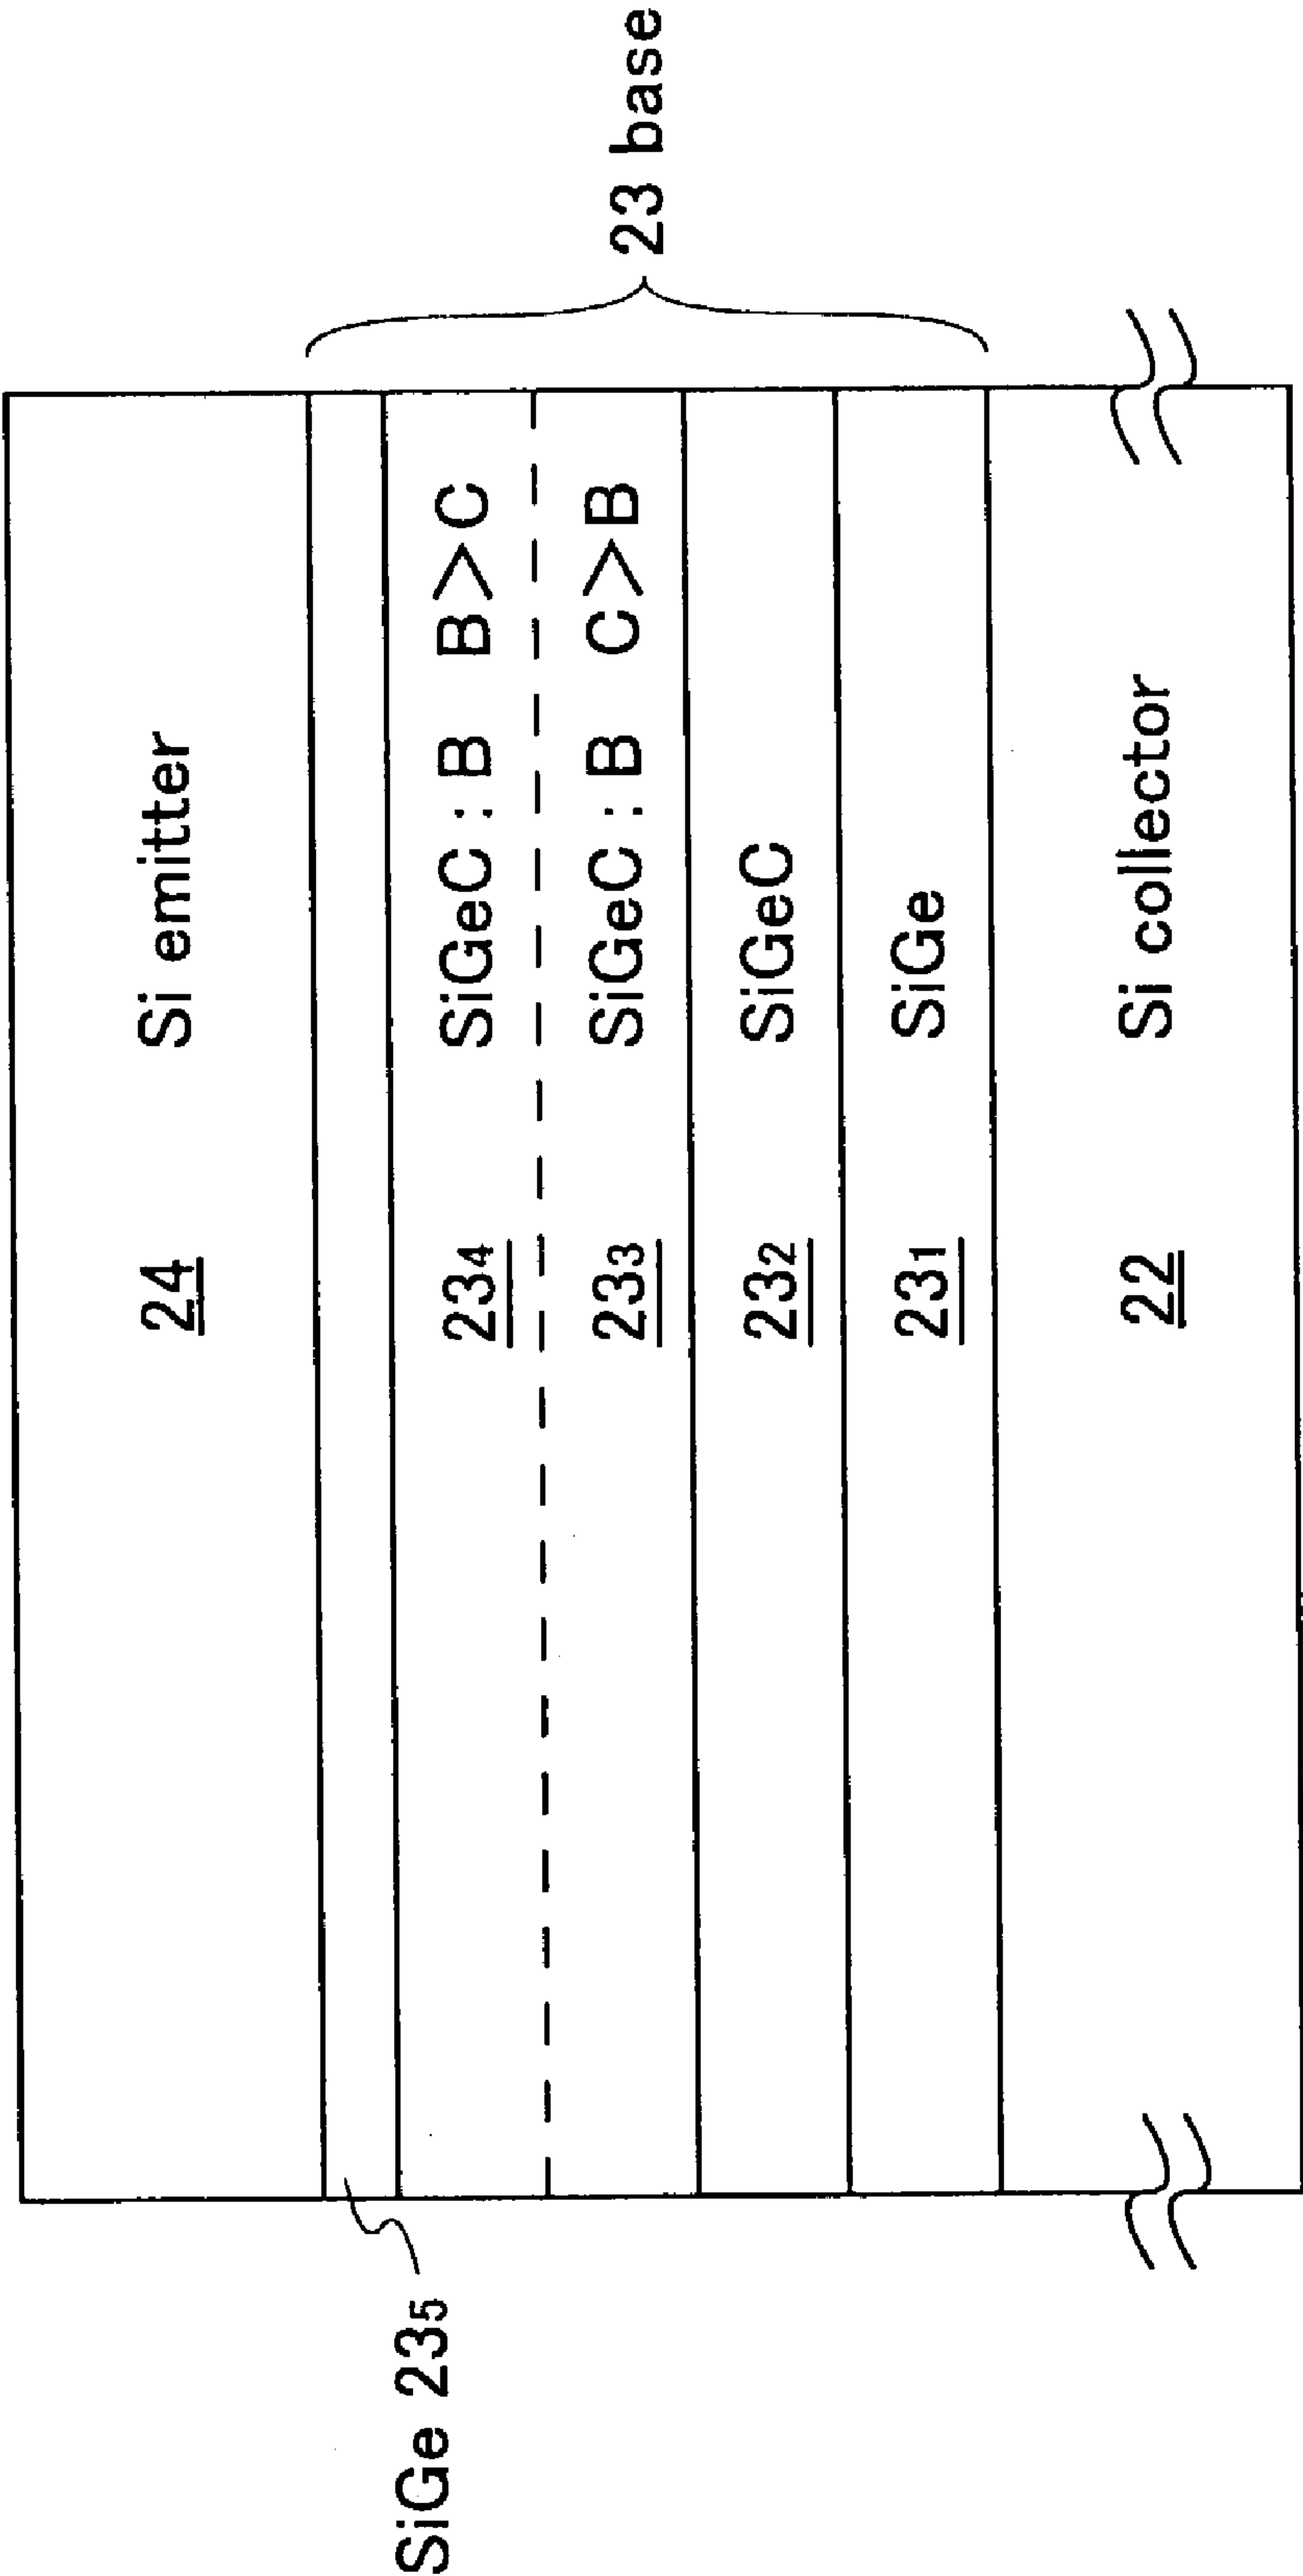 24 Si emitter
SiGe 23₅
23₄ SiGeC : B B>C
23₃ SiGeC : B C>B
23₂ SiGeC
23₁ SiGe
22 Si collector
23 base